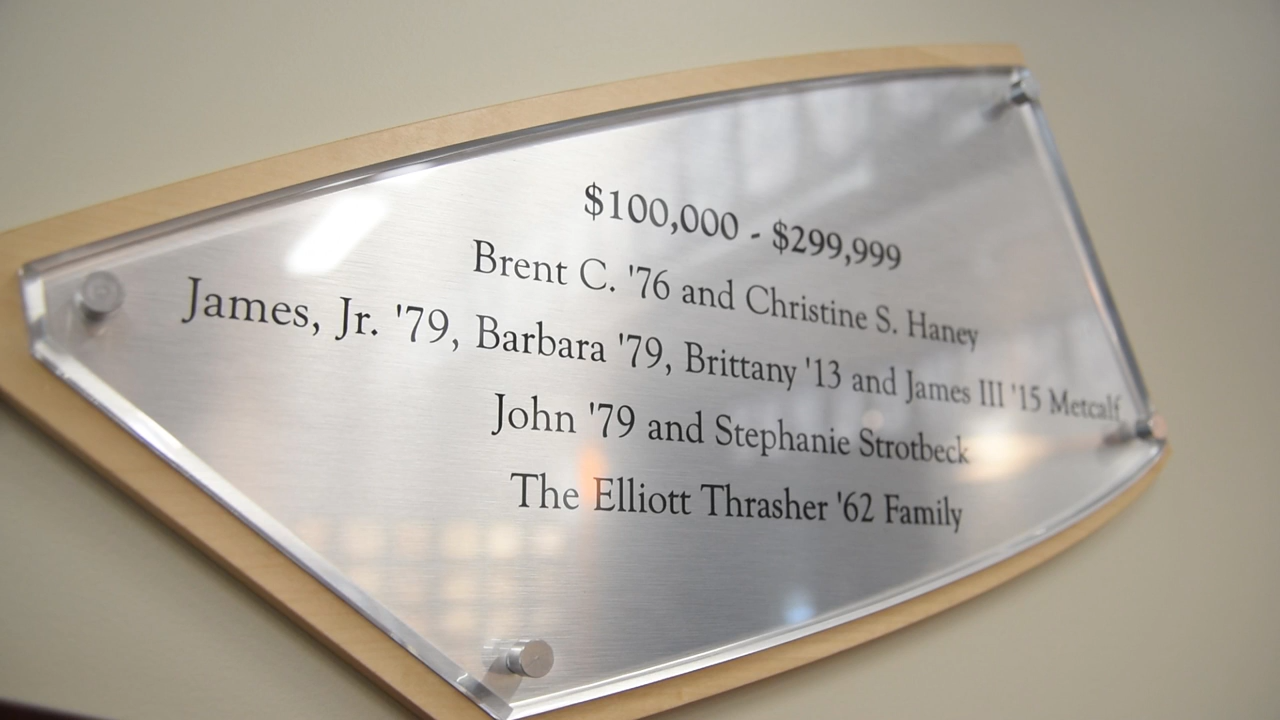 $100,000 - $299,999
Brent C. '76 and Christine S. Haney
James, Jr. '79, Barbara '79, Brittany '13 and James III '15 Metcalf
John '79 and Stephanie Strotbeck
The Elliott Thrasher '62 Family